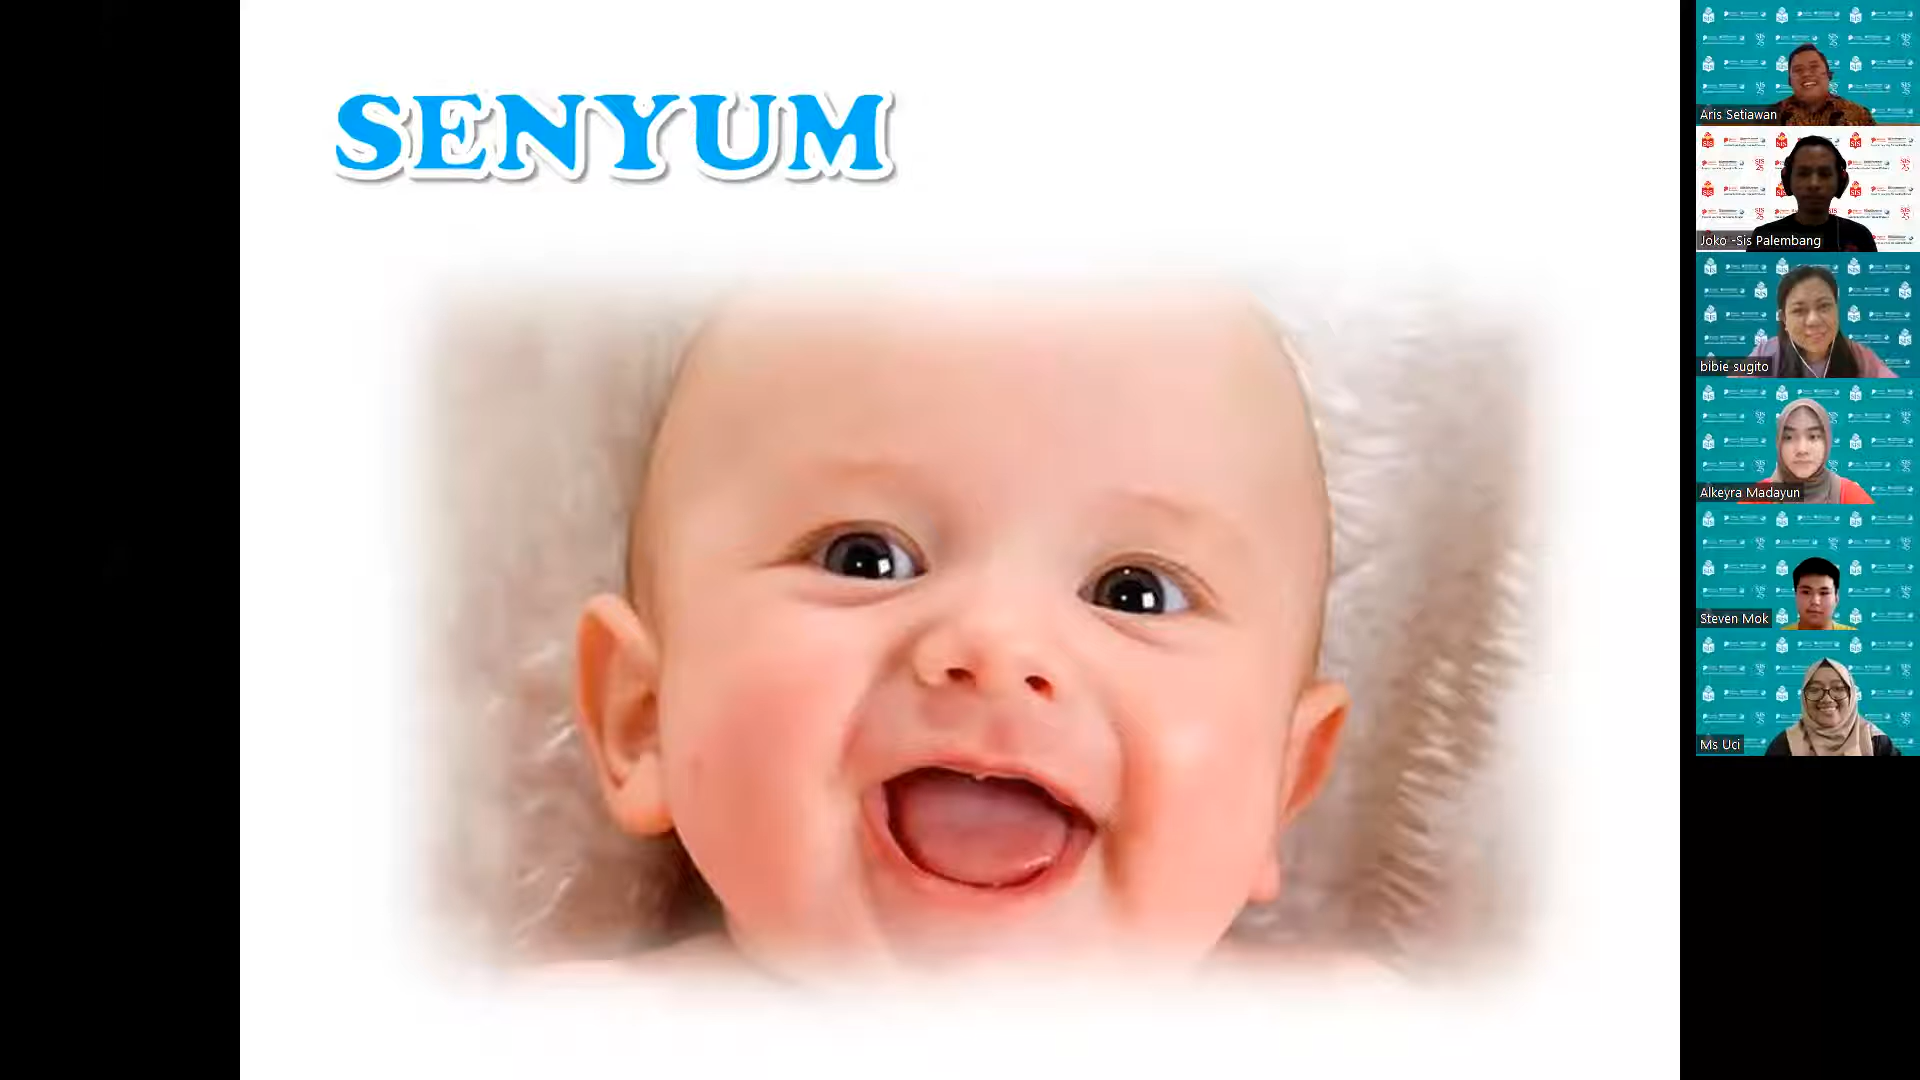 SENYUM
Aris Setiawan
Joko -Sis Palembang
bibie sugito
Alkeyra Madayun
Steven Mok
Ms Uci